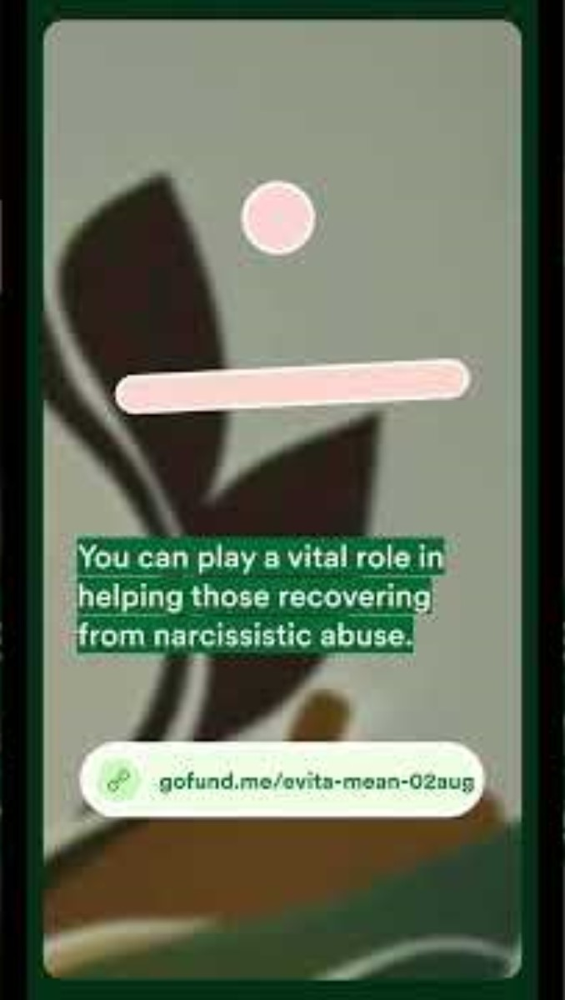 You can play a vital role in
helping those recovering
from narcissistic abuse.
gofund.me/evita-mean-02aug